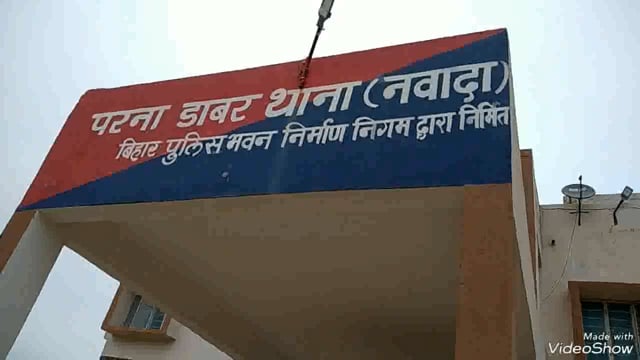 परना डाबर थाना (नवादा)
बिहार पुलिस भवन निर्माण निगम द्वारा निर्मित
Made with
VideoShow